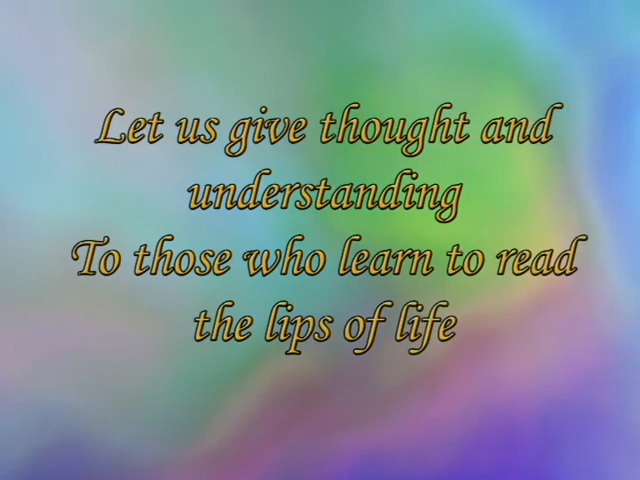 Let us give thought and
understanding
To those who learn to read
the lips of life